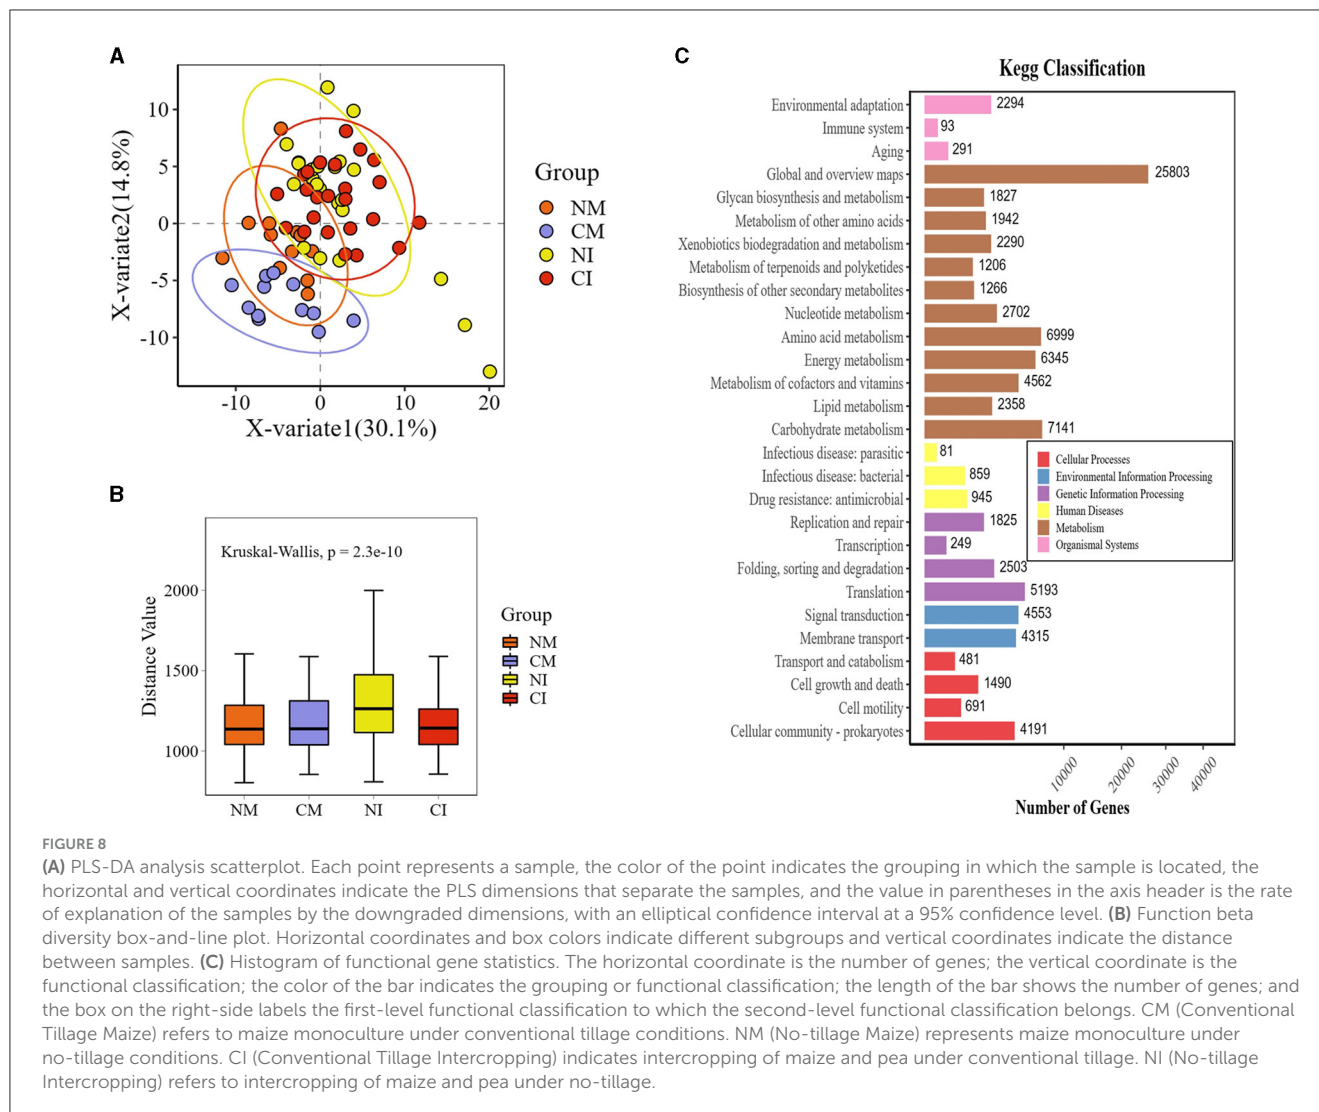 A
X-variate2(14.8%)
10
5
0
-5
-10
-10
0
10
20
X-variate1(30.1%)
Group
NM
CM
NI
CI
B
Kruskal-Wallis, p = 2.3e-10
Distance Value
2000
1500
1000
NM
CM
NI
CI
Group
NM
CM
NI
CI
C
Kegg Classification
Environmental adaptation 2294
Immune system 93
Aging 291
Global and overview maps 25803
Glycan biosynthesis and metabolism 1827
Metabolism of other amino acids 1942
Xenobiotics biodegradation and metabolism 2290
Metabolism of terpenoids and polyketides 1206
Biosynthesis of other secondary metabolites 1266
Nucleotide metabolism 2702
Amino acid metabolism 6999
Energy metabolism 6345
Metabolism of cofactors and vitamins 4562
Lipid metabolism 2358
Carbohydrate metabolism 7141
Infectious disease: parasitic 81
Infectious disease: bacterial 859
Drug resistance: antimicrobial 945
Replication and repair 1825
Transcription 249
Folding, sorting and degradation 2503
Translation 5193
Signal transduction 4553
Membrane transport 4315
Transport and catabolism 481
Cell growth and death 1490
Cell motility 691
Cellular community - prokaryotes 4191
Cellular Processes
Environmental Information Processing
Genetic Information Processing
Human Diseases
Metabolism
Organismal Systems
10000
20000
30000
40000
Number of Genes
FIGURE 8
(A) PLS-DA analysis scatterplot. Each point represents a sample, the color of the point indicates the grouping in which the sample is located, the
horizontal and vertical coordinates indicate the PLS dimensions that separate the samples, and the value in parentheses in the axis header is the rate
of explanation of the samples by the downgraded dimensions, with an elliptical confidence interval at a 95% confidence level. (B) Function beta
diversity box-and-line plot. Horizontal coordinates and box colors indicate different subgroups and vertical coordinates indicate the distance
between samples. (C) Histogram of functional gene statistics. The horizontal coordinate is the number of genes; the vertical coordinate is the
functional classification; the color of the bar indicates the grouping or functional classification; the length of the bar shows the number of genes; and
the box on the right-side labels the first-level functional classification to which the second-level functional classification belongs. CM (Conventional
Tillage Maize) refers to maize monoculture under conventional tillage conditions. NM (No-tillage Maize) represents maize monoculture under
no-tillage conditions. CI (Conventional Tillage Intercropping) indicates intercropping of maize and pea under conventional tillage. NI (No-tillage
Intercropping) refers to intercropping of maize and pea under no-tillage.